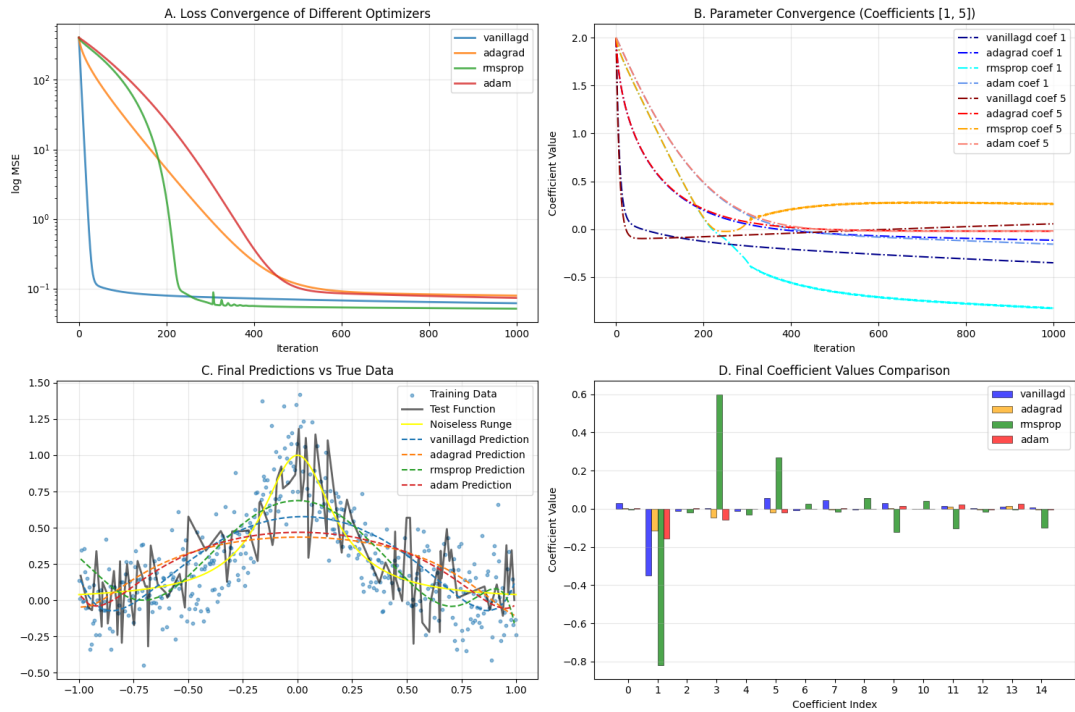 A. Loss Convergence of Different Optimizers
vanillagd
adagrad
rmsprop
adam
log MSE
10²
10¹
10⁰
10⁻¹
0
200
400
600
800
1000
Iteration
B. Parameter Convergence (Coefficients [1, 5])
vanillagd coef 1
adagrad coef 1
rmsprop coef 1
adam coef 1
vanillagd coef 5
adagrad coef 5
rmsprop coef 5
adam coef 5
Coefficient Value
2.0
1.5
1.0
0.5
0.0
−0.5
0
200
400
600
800
1000
Iteration
C. Final Predictions vs True Data
Training Data
Test Function
Noiseless Runge
vanillagd Prediction
adagrad Prediction
rmsprop Prediction
adam Prediction
1.50
1.25
1.00
0.75
0.50
0.25
0.00
−0.25
−0.50
−1.00
−0.75
−0.50
−0.25
0.00
0.25
0.50
0.75
1.00
D. Final Coefficient Values Comparison
vanillagd
adagrad
rmsprop
adam
Coefficient Value
0.6
0.4
0.2
0.0
−0.2
−0.4
−0.6
−0.8
0
1
2
3
4
5
6
7
8
9
10
11
12
13
14
Coefficient Index